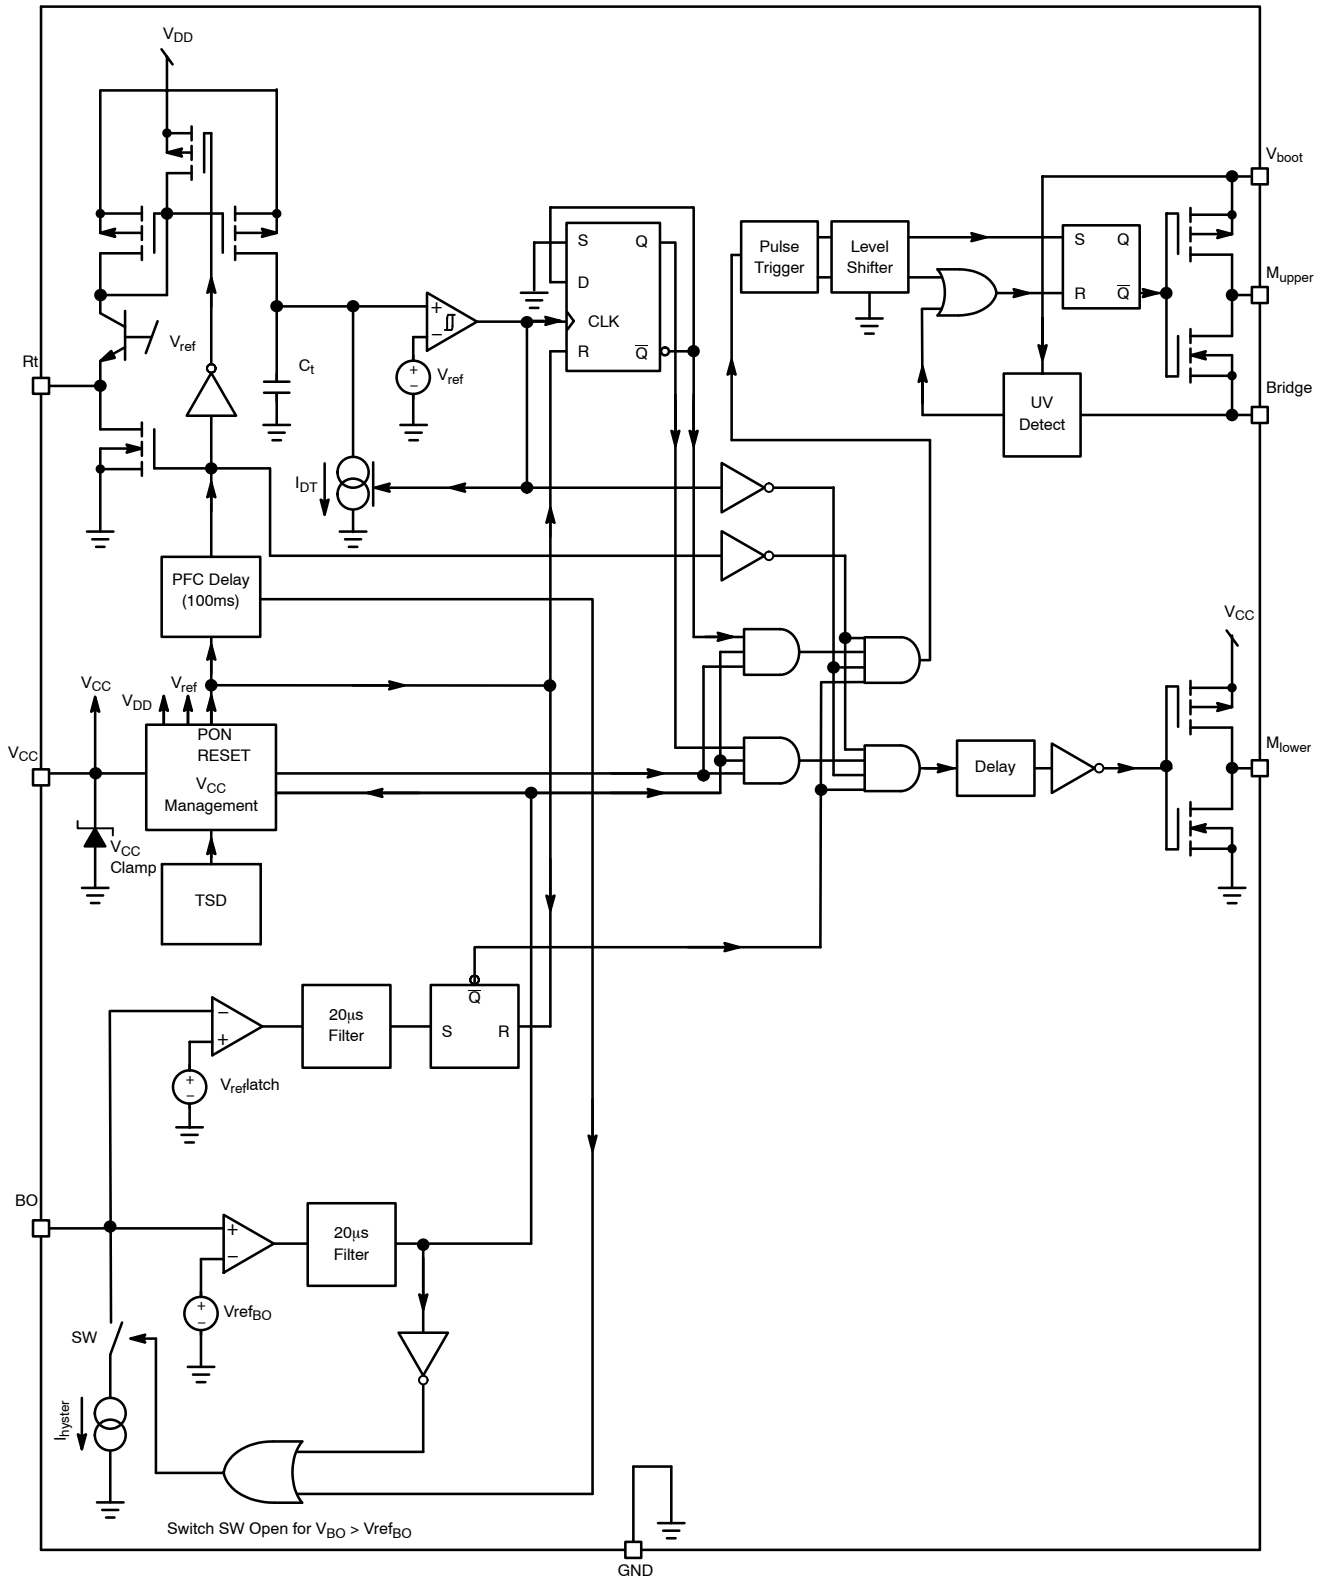 VDD
Vboot
S Q
D
CLK
R Q
Pulse
Trigger
Level
Shifter
S Q
R Q
Mupper
Vref
Rt
Ct
+
−
+
−
Vref
Bridge
UV
Detect
IDT
PFC Delay
(100ms)
VCC
VCC
Vref
VDD
PON
RESET
VCC
VCC
Management
Mlower
Delay
VCC
Clamp
TSD
Q
S R
20µs
Filter
−
+
+
−
Vreflatch
BO
20µs
Filter
+
−
+
−
VrefBO
SW
Ihyster
Switch SW Open for VBO > VrefBO
GND